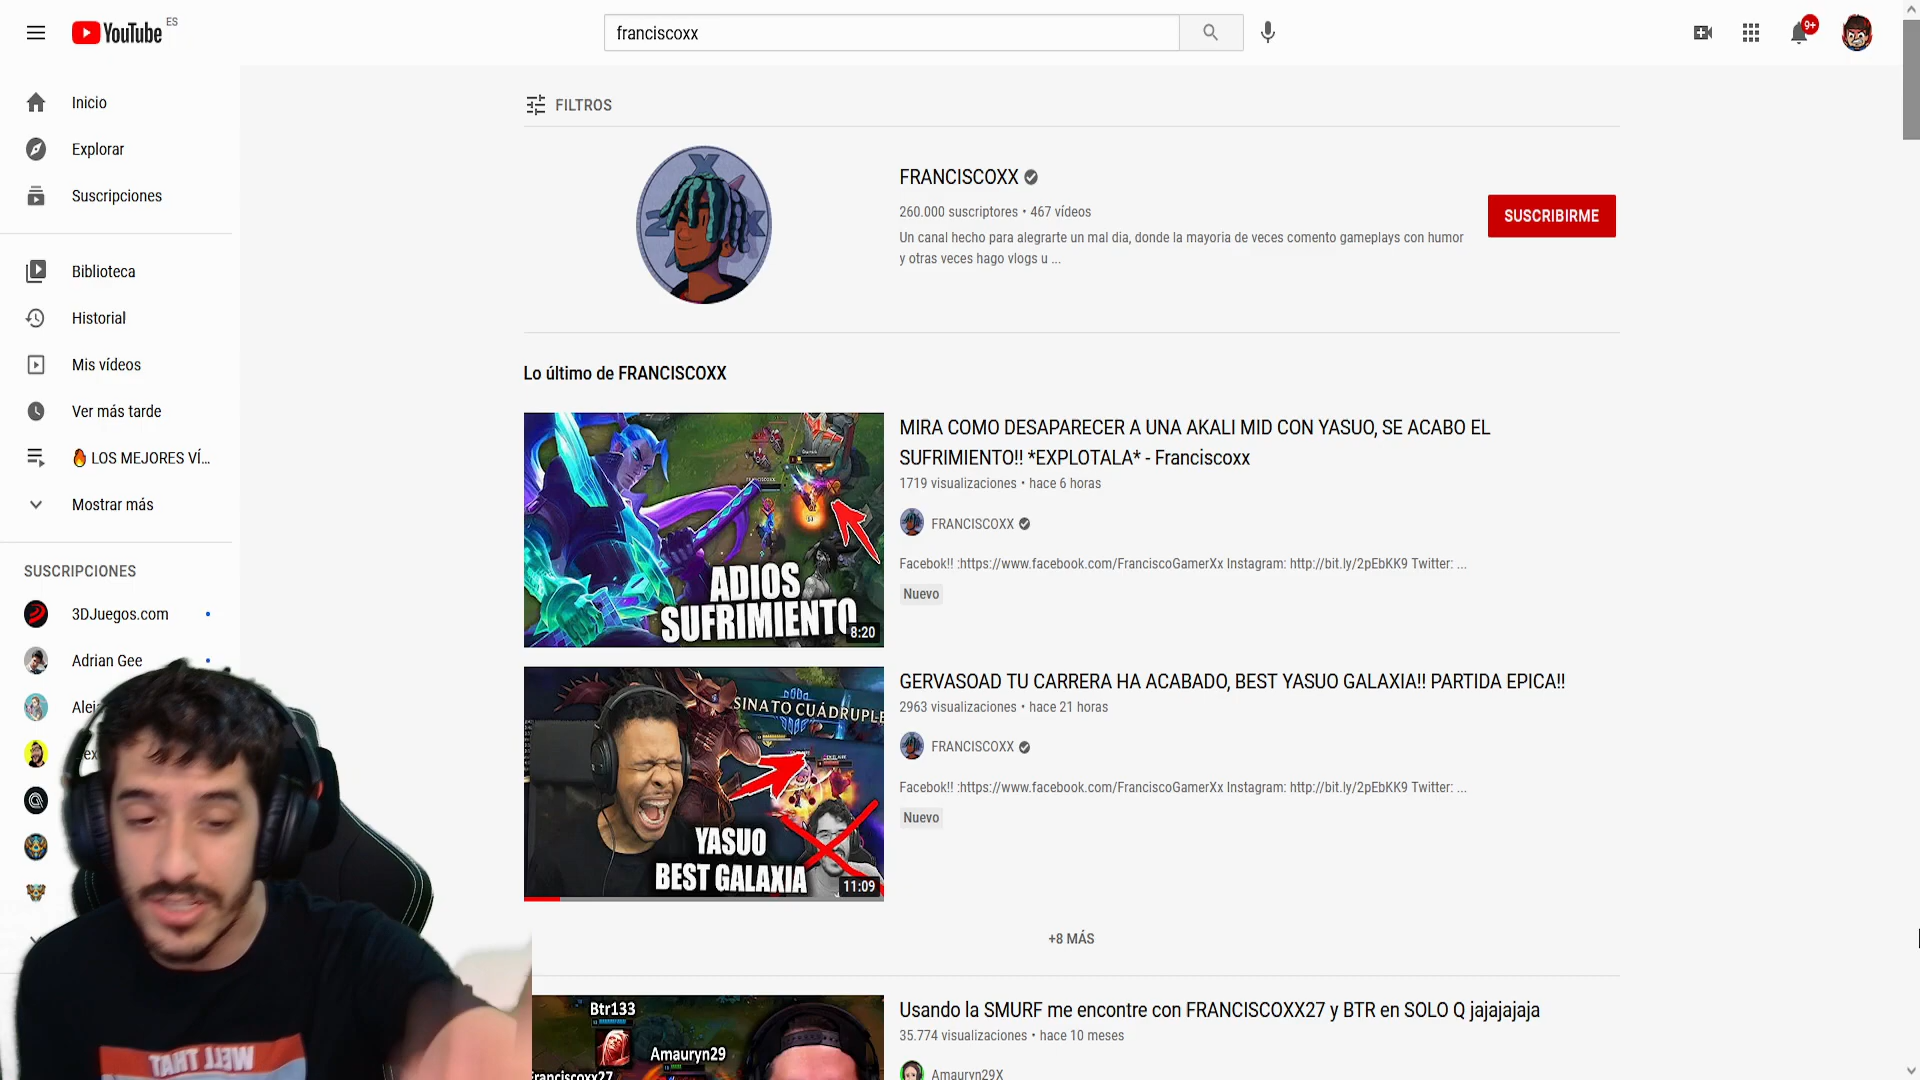 YouTube ES
franciscoxx
9+
Inicio
Explorar
Suscripciones
Biblioteca
Historial
Mis vídeos
Ver más tarde
🔥 LOS MEJORES VÍ...
Mostrar más
SUSCRIPCIONES
3DJuegos.com
Adrian Gee
FILTROS
FRANCISCOXX
260.000 suscriptores • 467 vídeos
Un canal hecho para alegrarte un mal dia, donde la mayoria de veces comento gameplays con humor
y otras veces hago vlogs u ...
SUSCRIBIRME
Lo último de FRANCISCOXX
ADIOS
SUFRIMIENTO
8:20
MIRA COMO DESAPARECER A UNA AKALI MID CON YASUO, SE ACABO EL
SUFRIMIENTO!! *EXPLOTALA* - Franciscoxx
1719 visualizaciones • hace 6 horas
FRANCISCOXX
Facebok!! :https://www.facebook.com/FranciscoGamerXx Instagram: http://bit.ly/2pEbKK9 Twitter: ...
Nuevo
SINATO CUÁDRUPLE
YASUO
BEST GALAXIA
11:09
GERVASOAD TU CARRERA HA ACABADO, BEST YASUO GALAXIA!! PARTIDA EPICA!!
2963 visualizaciones • hace 21 horas
FRANCISCOXX
Facebok!! :https://www.facebook.com/FranciscoGamerXx Instagram: http://bit.ly/2pEbKK9 Twitter: ...
Nuevo
+8 MÁS
Btr133
Amauryn29
Franciscoxx27
Usando la SMURF me encontre con FRANCISCOXX27 y BTR en SOLO Q jajajajaja
35.774 visualizaciones • hace 10 meses
Amauryn29X
WELL THAT